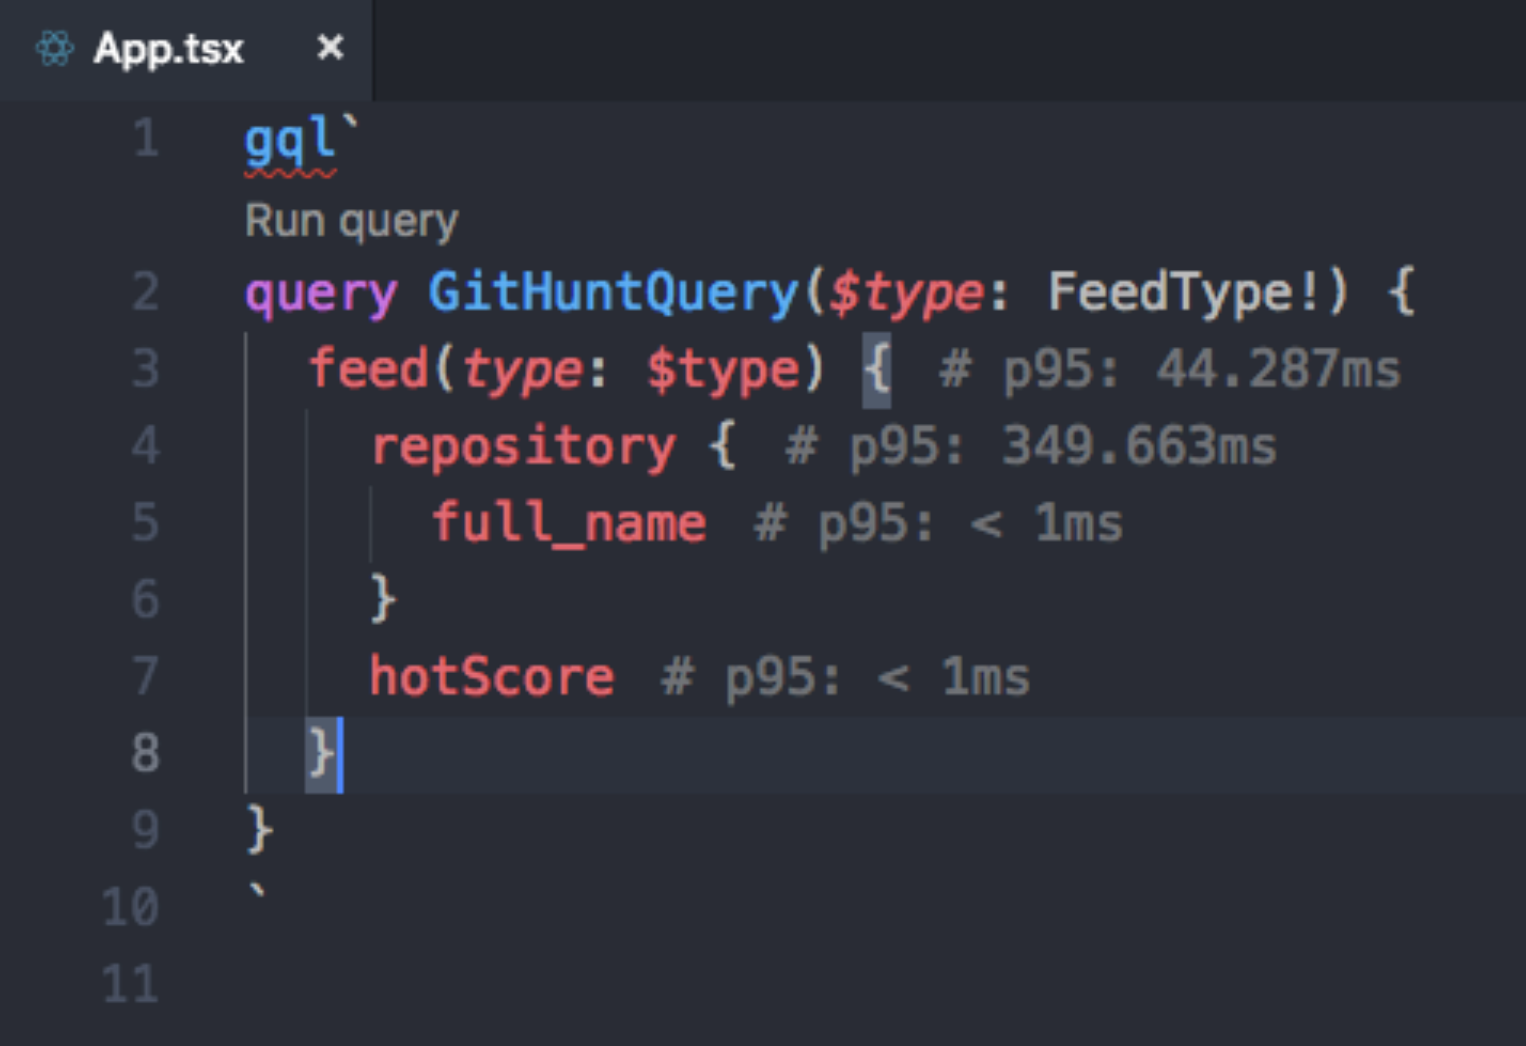 App.tsx ×
1 gql`
Run query
2 query GitHuntQuery($type: FeedType!) {
3 feed(type: $type) { # p95: 44.287ms
4 repository { # p95: 349.663ms
5 full_name # p95: < 1ms
6 }
7 hotScore # p95: < 1ms
8 }
9 }
10 `
11